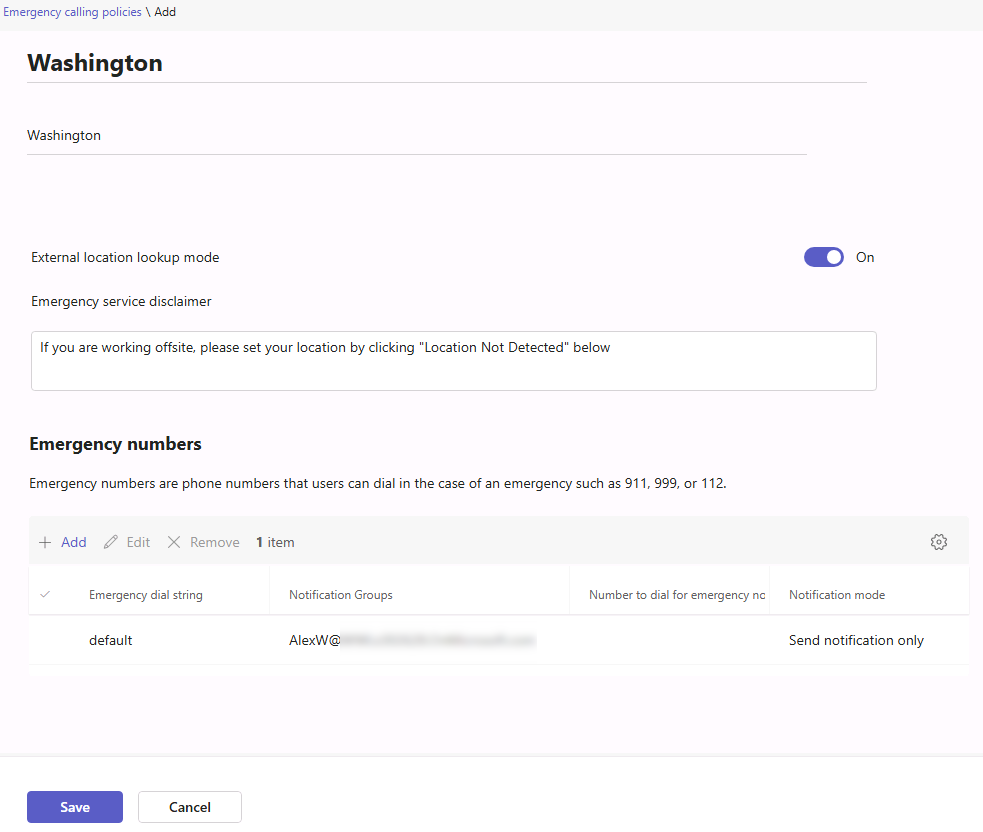 Emergency calling policies \ Add
Washington
Washington
External location lookup mode
On
Emergency service disclaimer
If you are working offsite, please set your location by clicking "Location Not Detected" below
Emergency numbers
Emergency numbers are phone numbers that users can dial in the case of an emergency such as 911, 999, or 112.
Add Edit Remove 1 item
Emergency dial string Notification Groups Number to dial for emergency no Notification mode
default AlexW@ Send notification only
Save Cancel